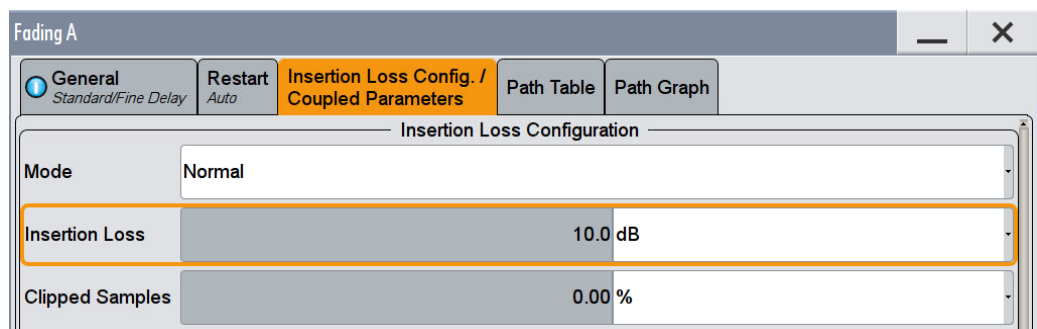 Fading A
General
Standard/Fine Delay
Restart
Auto
Insertion Loss Config. /
Coupled Parameters
Path Table
Path Graph
Insertion Loss Configuration
Mode
Normal
Insertion Loss
10.0 dB
Clipped Samples
0.00 %